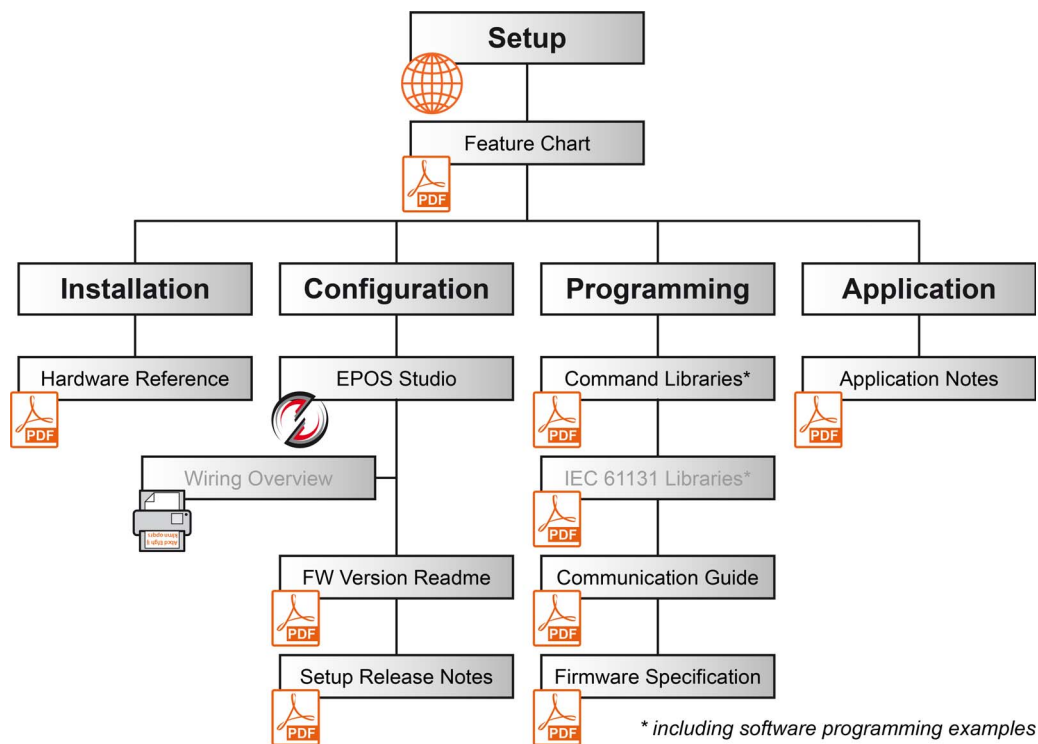 Setup
Feature Chart
PDF
Installation
Configuration
Programming
Application
Hardware Reference
PDF
EPOS Studio
Command Libraries*
PDF
Application Notes
PDF
Wiring Overview
IEC 61131 Libraries*
PDF
FW Version Readme
PDF
Communication Guide
PDF
Setup Release Notes
PDF
Firmware Specification
PDF
* including software programming examples